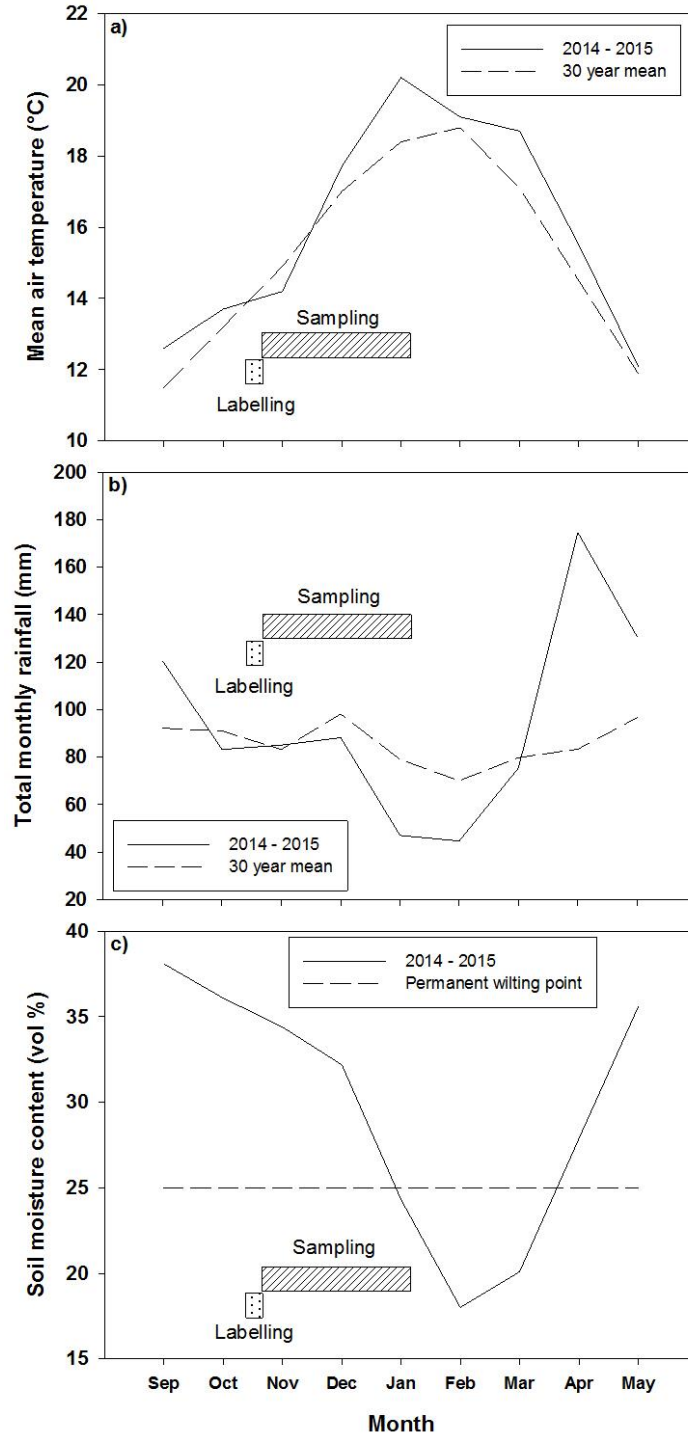 a)
2014 - 2015
30 year mean
Mean air temperature (°C)
22
20
18
16
14
12
10
Sampling
Labelling
b)
Total monthly rainfall (mm)
200
180
160
140
120
100
80
60
40
20
Sampling
Labelling
2014 - 2015
30 year mean
c)
2014 - 2015
Permanent wilting point
Soil moisture content (vol %)
40
35
30
25
20
15
Sampling
Labelling
Sep Oct Nov Dec Jan Feb Mar Apr May
Month